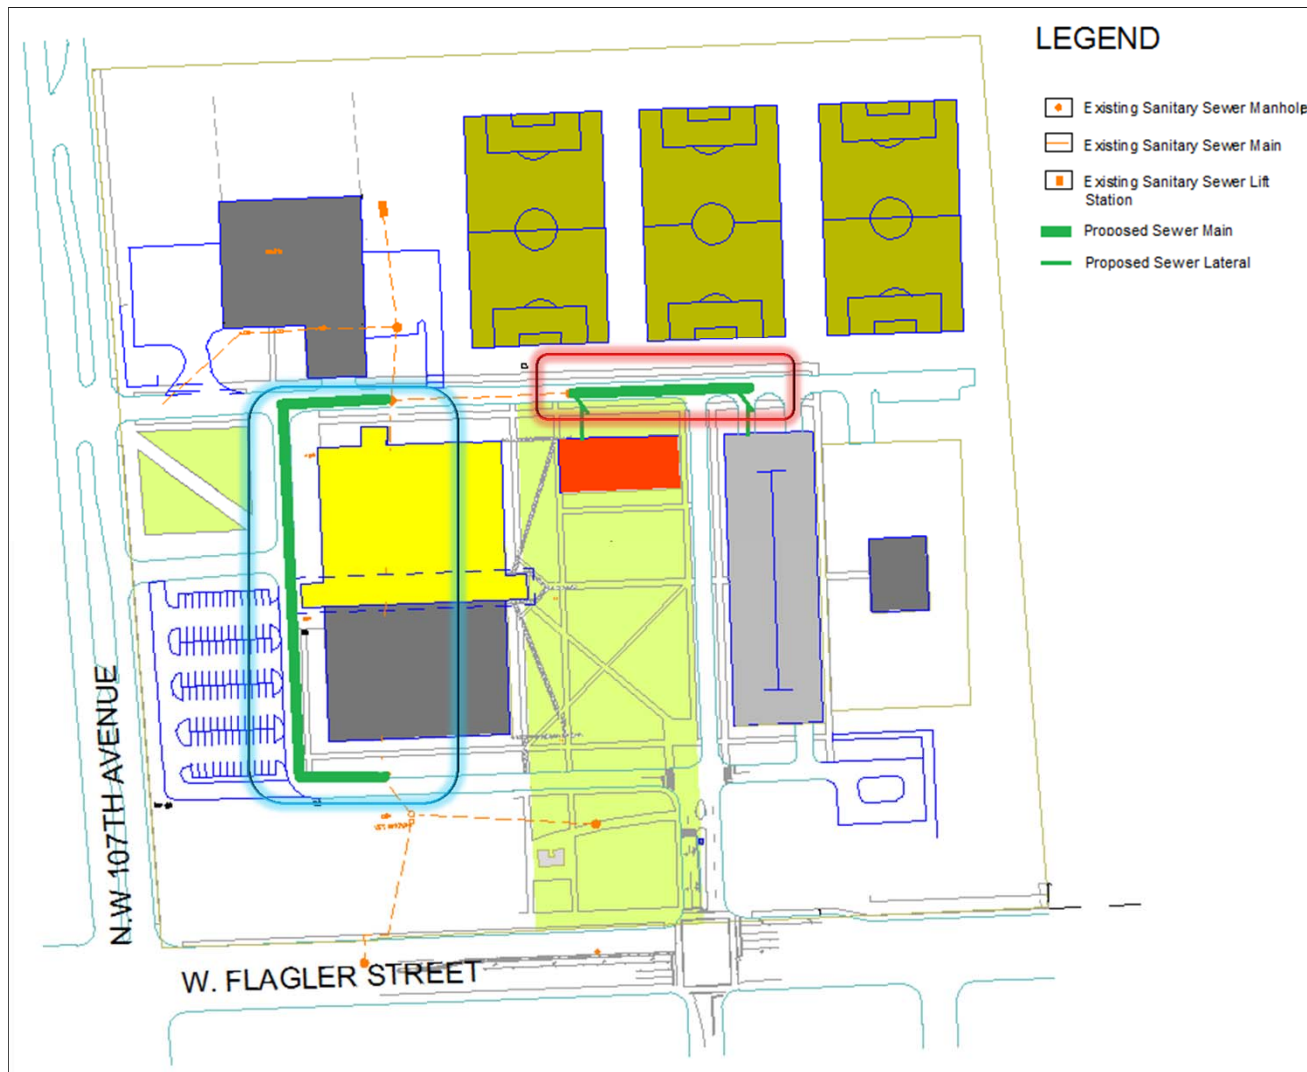 LEGEND
Existing Sanitary Sewer Manhole
Existing Sanitary Sewer Main
Existing Sanitary Sewer Lift
Station
Proposed Sewer Main
Proposed Sewer Lateral
N.W 107TH AVENUE
W. FLAGLER STREET